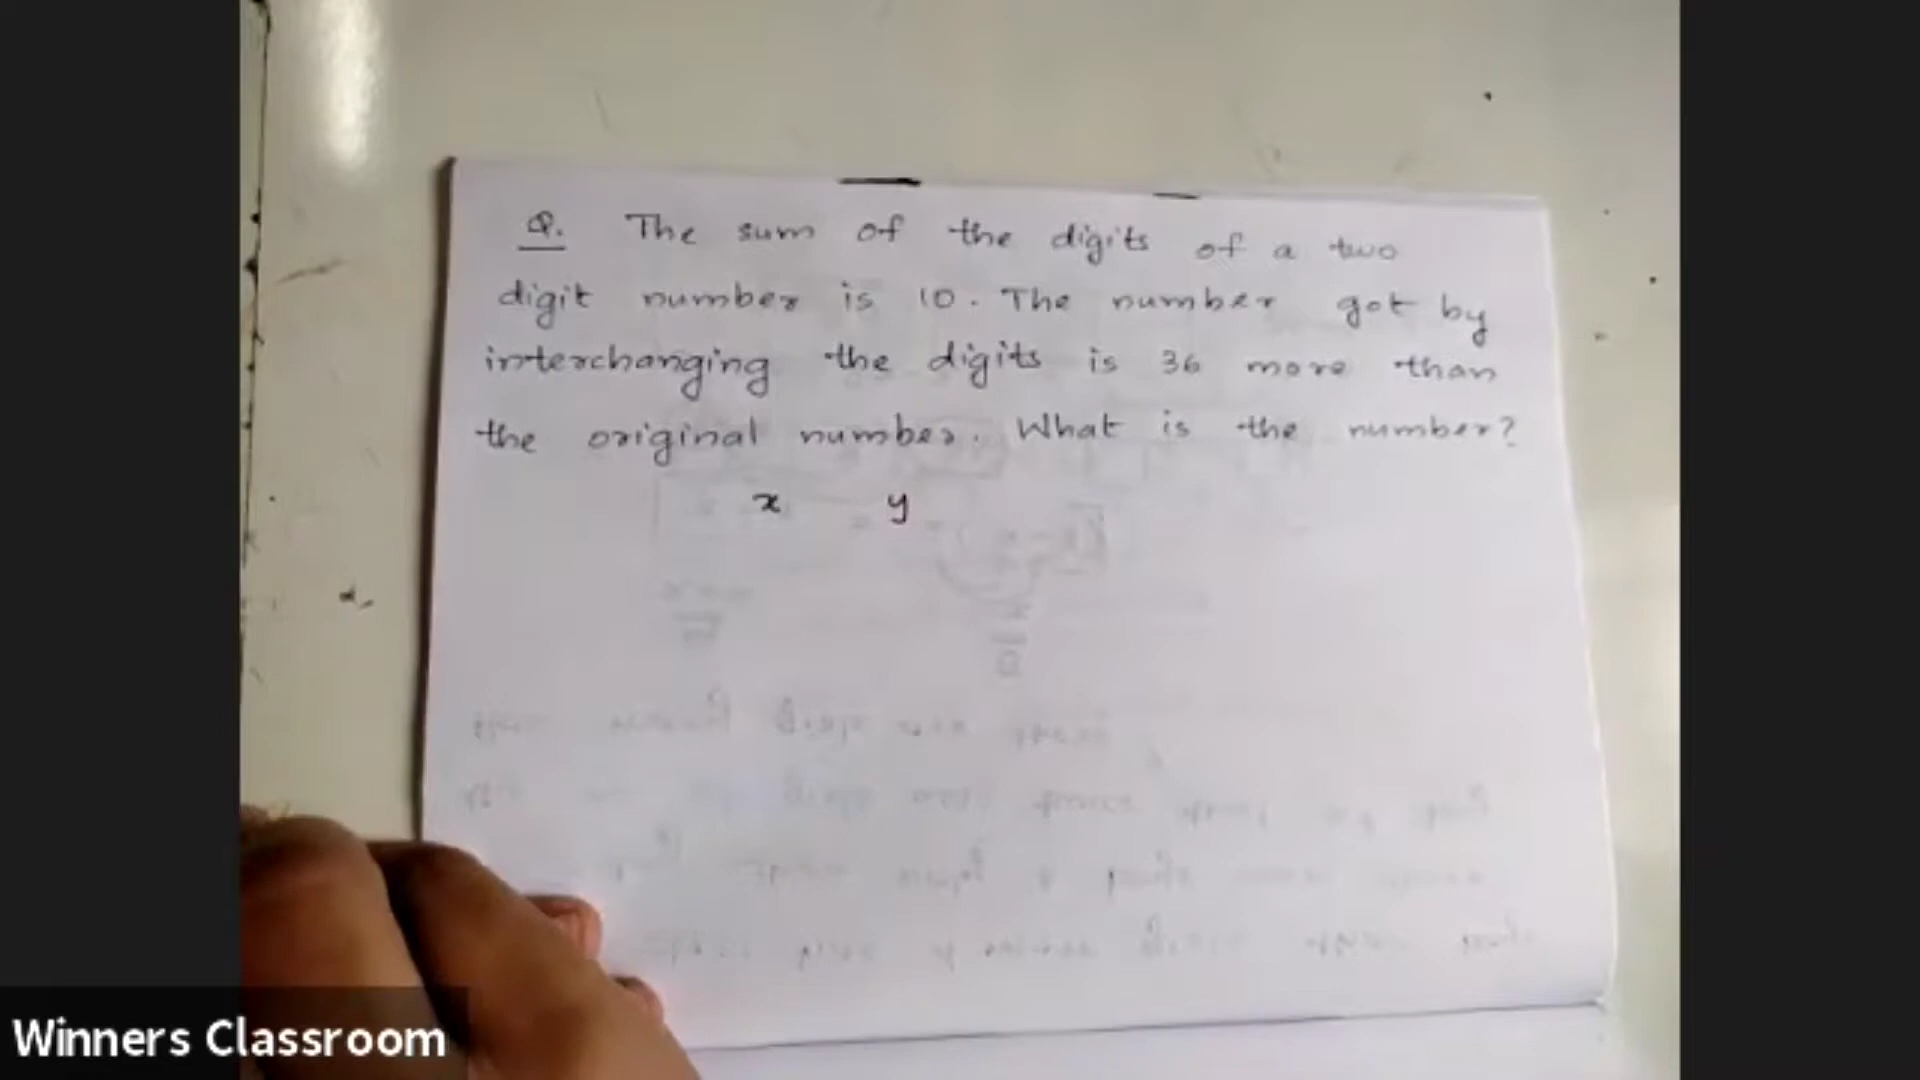 Q. The sum of the digits of a two
digit number is 10. The number got by
interchanging the digits is 36 more than
the original number. What is the number?
x y
Winners Classroom